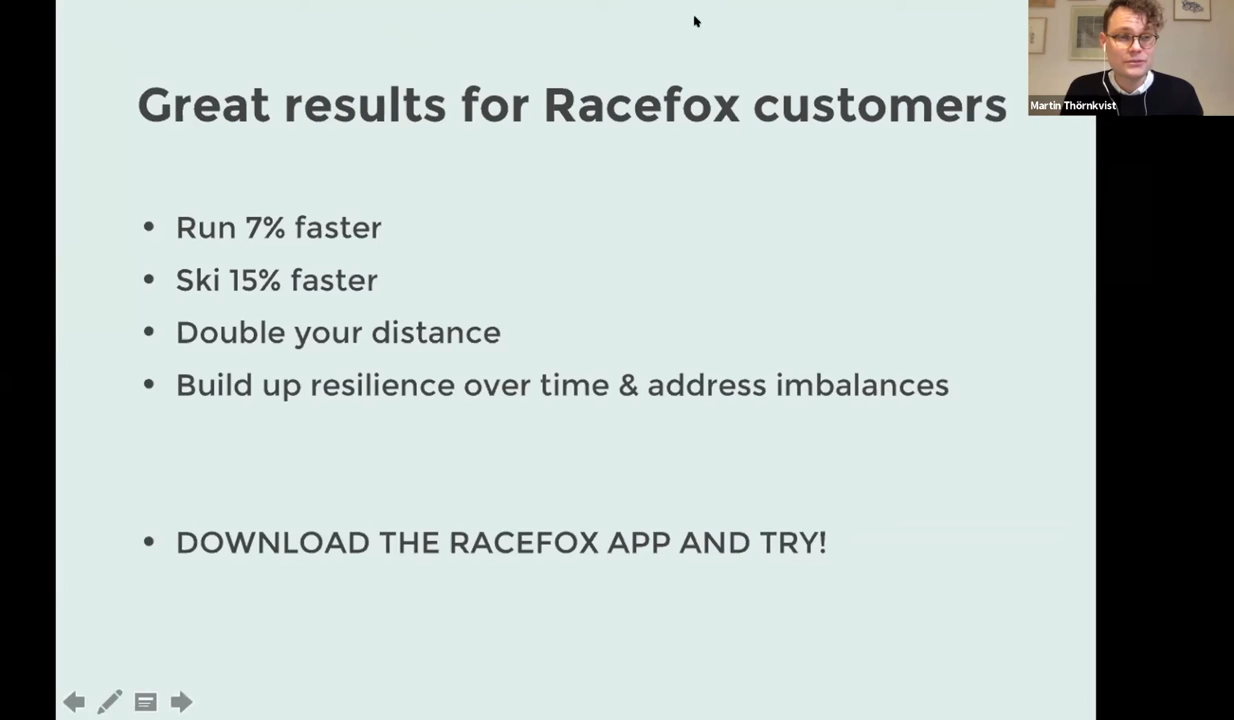 Great results for Racefox customers
Martin Thörnkvist
• Run 7% faster
• Ski 15% faster
• Double your distance
• Build up resilience over time & address imbalances
• DOWNLOAD THE RACEFOX APP AND TRY!